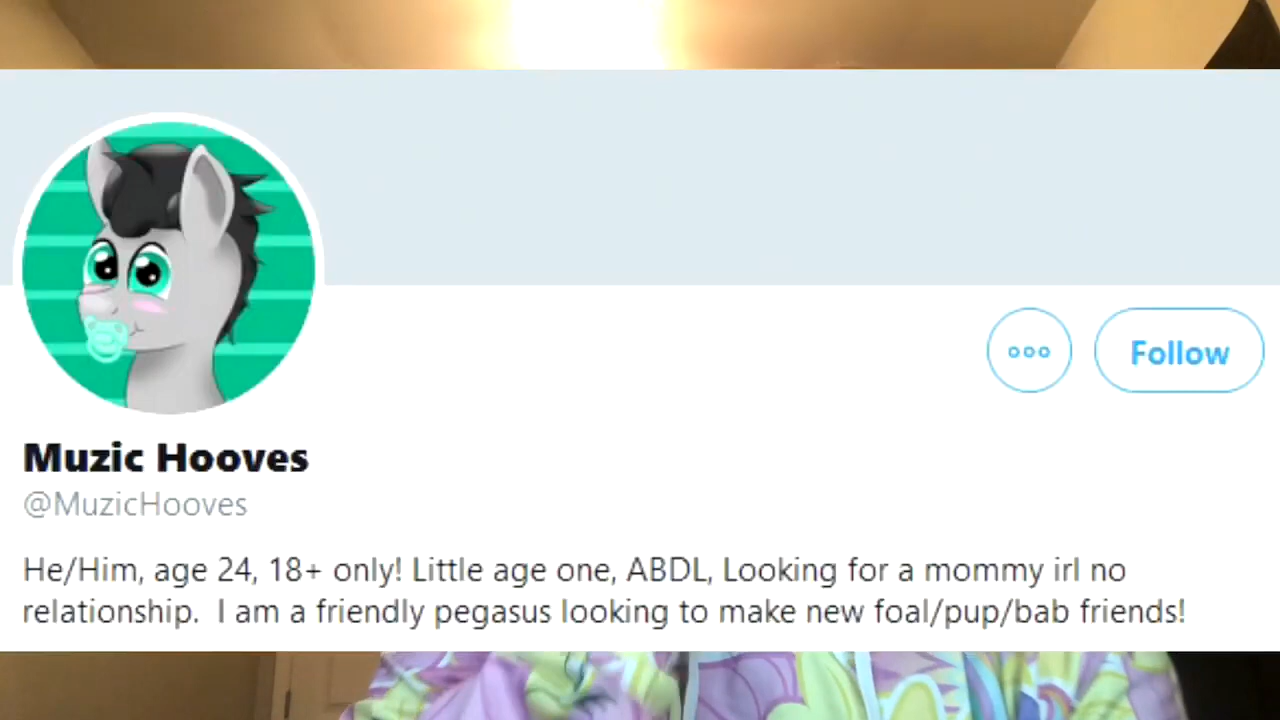 Follow
Muzic Hooves
@MuzicHooves
He/Him, age 24, 18+ only! Little age one, ABDL, Looking for a mommy irl no
relationship. I am a friendly pegasus looking to make new foal/pup/bab friends!